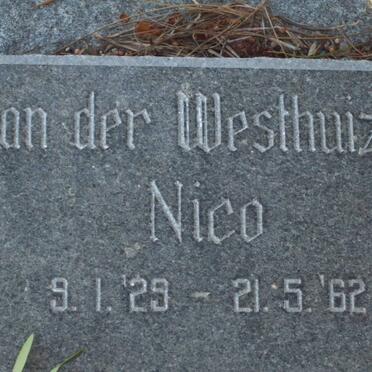 an der Westhuiz
Nico
9.1.'29 - 21.5.'62